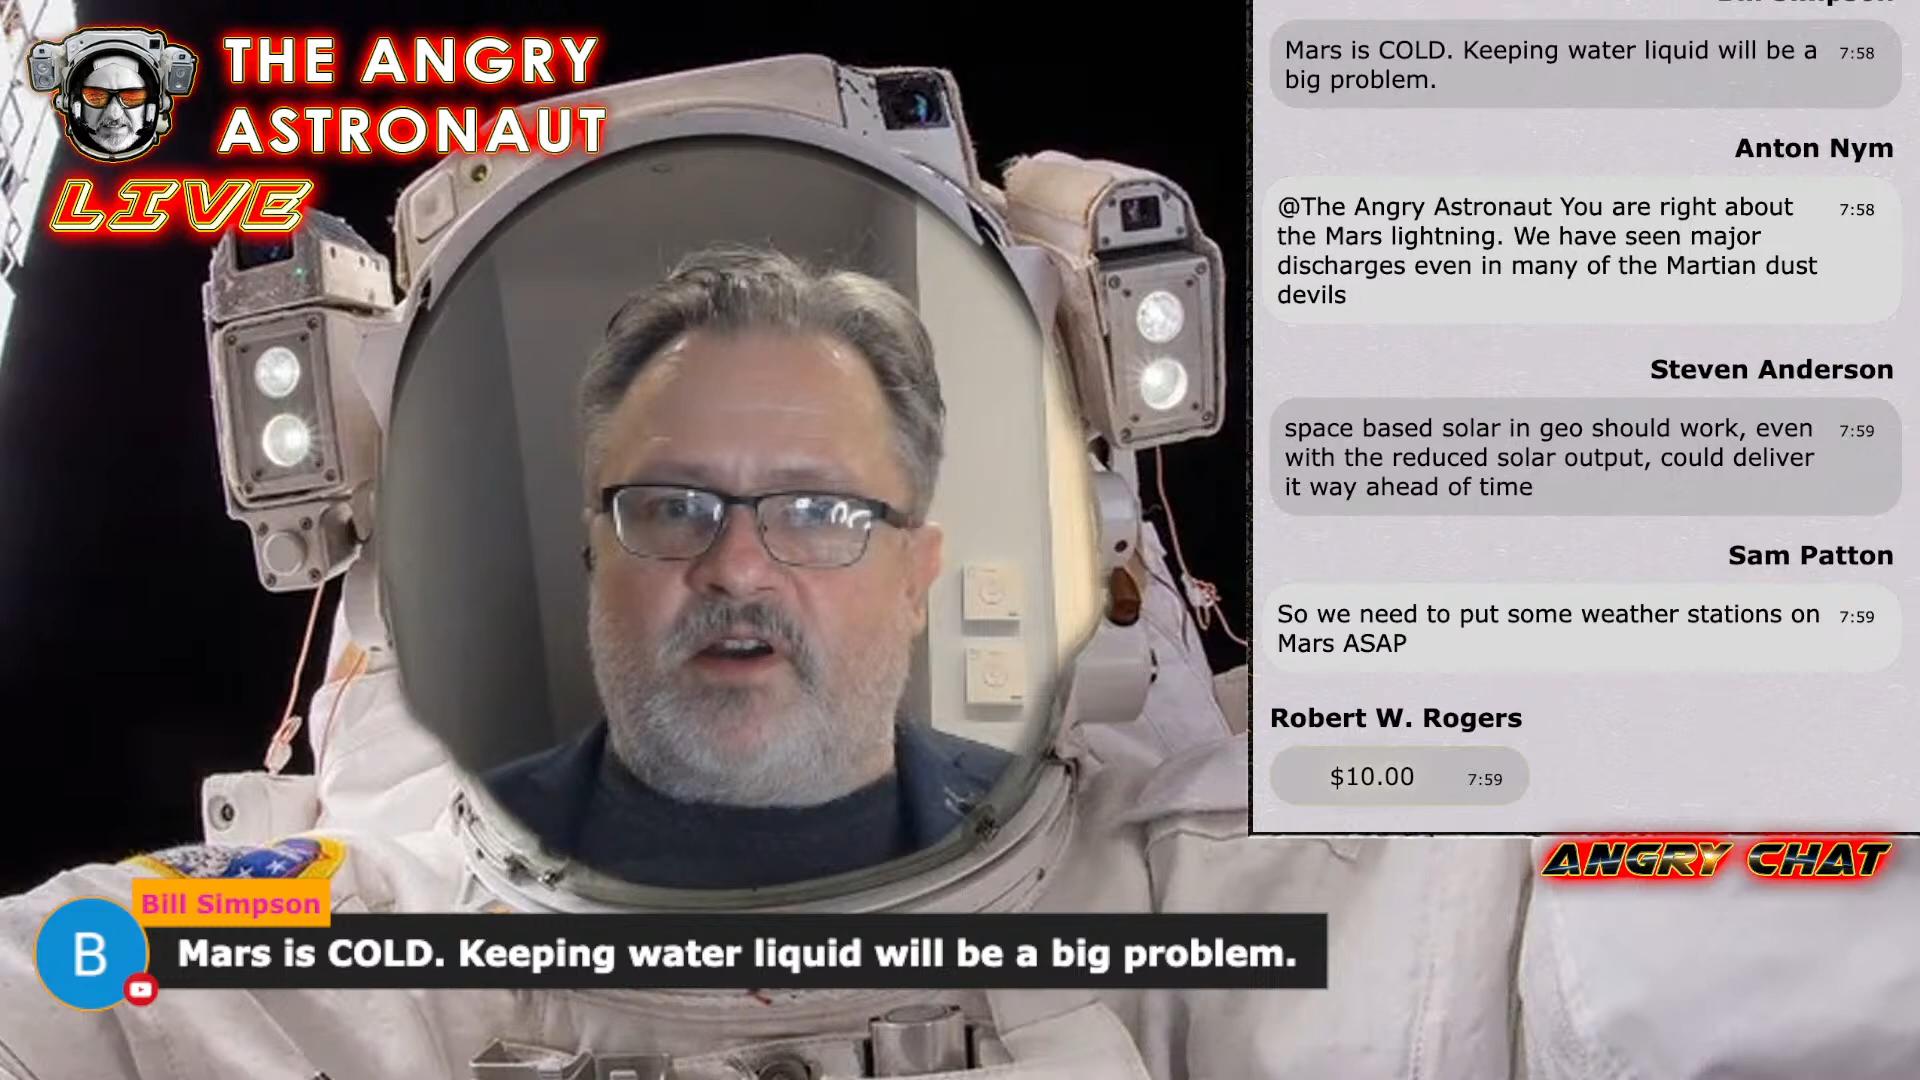 THE ANGRY
ASTRONAUT
LIVE
Bill Simpson
Mars is COLD. Keeping water liquid will be a
big problem.
7:58
Anton Nym
@The Angry Astronaut You are right about
the Mars lightning. We have seen major
discharges even in many of the Martian dust
devils
7:58
Steven Anderson
space based solar in geo should work, even
with the reduced solar output, could deliver
it way ahead of time
7:59
Sam Patton
So we need to put some weather stations on
Mars ASAP
7:59
Robert W. Rogers
$10.00
7:59
ANGRY CHAT
Bill Simpson
B
Mars is COLD. Keeping water liquid will be a big problem.